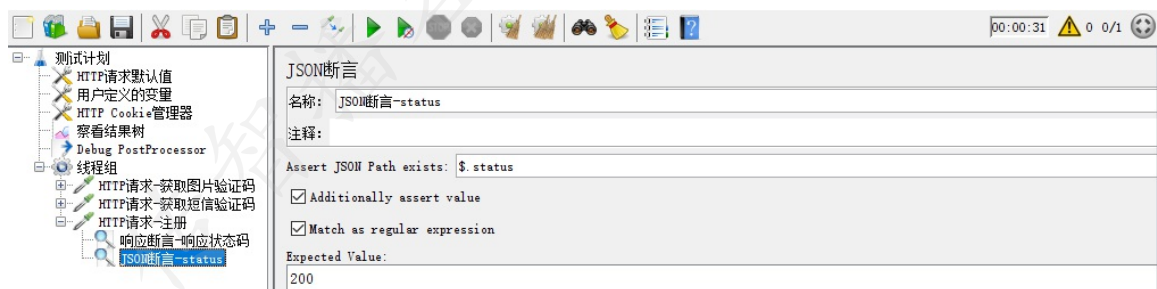 00:00:31 0 0/1
测试计划
HTTP请求默认值
用户定义的变量
HTTP Cookie管理器
察看结果树
Debug PostProcessor
线程组
HTTP请求-获取图片验证码
HTTP请求-获取短信验证码
HTTP请求-注册
响应断言-响应状态码
JSON断言-status
JSON断言
名称: JSON断言-status
注释:
Assert JSON Path exists: $.status
Additionally assert value
Match as regular expression
Expected Value:
200